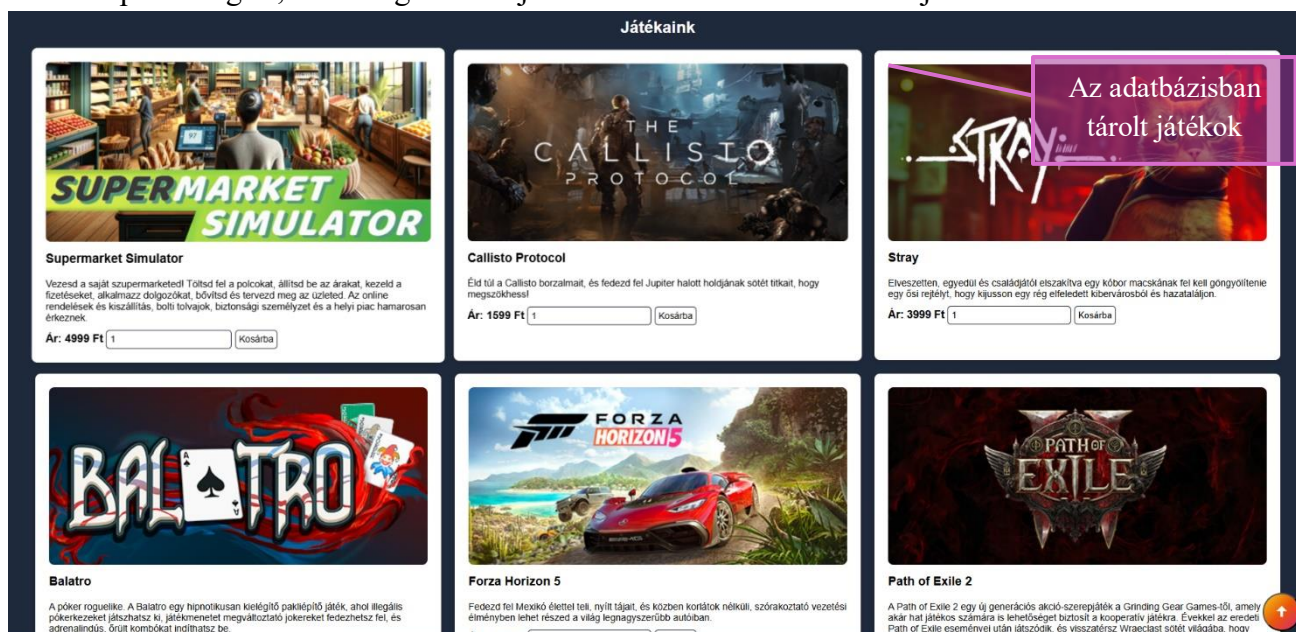 Játékaink
Az adatbázisban
tárolt játékok
97
SUPERMARKET
SIMULATOR
THE
CALLISTO
PROTOCOL
STRAY
Supermarket Simulator
Vezesd a saját szupermarketed! Töltsd fel a polcokat, állítsd be az árakat, kezeld a
fizetéseket, alkalmazz dolgozókat, bővítsd és tervezd meg az üzleted. Az online
rendelések és kiszállítás, bolti tolvajok, biztonsági személyzet és a helyi piac hamarosan
érkeznek.
Ár: 4999 Ft 1 Kosárba
Callisto Protocol
Éld túl a Callisto borzalmait, és fedezd fel Jupiter halott holdjának sötét titkait, hogy
megszökhess!
Ár: 1599 Ft 1 Kosárba
Stray
Elveszetten, egyedül és családjától elszakítva egy kóbor macskának fel kell göngyölítenie
egy ősi rejtélyt, hogy kijusson egy rég elfeledett kibervárosból és hazataláljon.
Ár: 3999 Ft 1 Kosárba
BALATRO
A
FORZA
HORIZON 5
PATH OF
EXILE
Balatro
A póker roguelike. A Balatro egy hipnotikusan kielégítő pakliépítő játék, ahol illegális
pókerkezeket játszhatsz ki, játékmenetet megváltoztató jokereket fedezhetsz fel, és
adrenalindús, őrült kombókat indíthatsz be.
Forza Horizon 5
Fedezd fel Mexikó élettel teli, nyílt tájait, és közben korlátok nélküli, szórakoztató vezetési
élményben lehet részed a világ legnagyszerűbb autóiban.
Path of Exile 2
A Path of Exile 2 egy új generációs akció-szerepjáték a Grinding Gear Games-től, amely
akár hat játékos számára is lehetőséget biztosít a kooperatív játékra. Évekkel az eredeti
Path of Exile eseményei után játszódik, és visszatérsz Wraeclast sötét világába, hogy